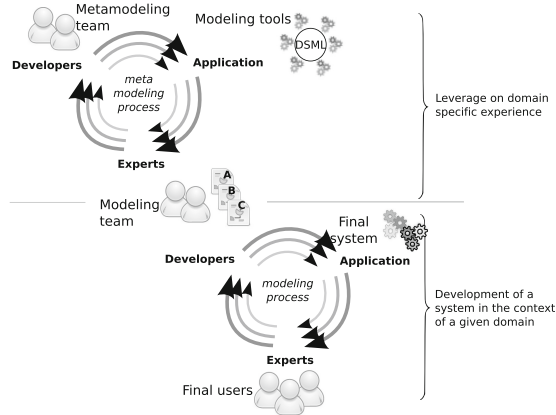 Metamodeling
team
Modeling tools
DSML
Developers
Application
meta
modeling
process
Experts
Leverage on domain
specific experience
Modeling
team
A
B
C
Final
system
Developers
Application
modeling
process
Experts
Development of a
system in the context
of a given domain
Final users